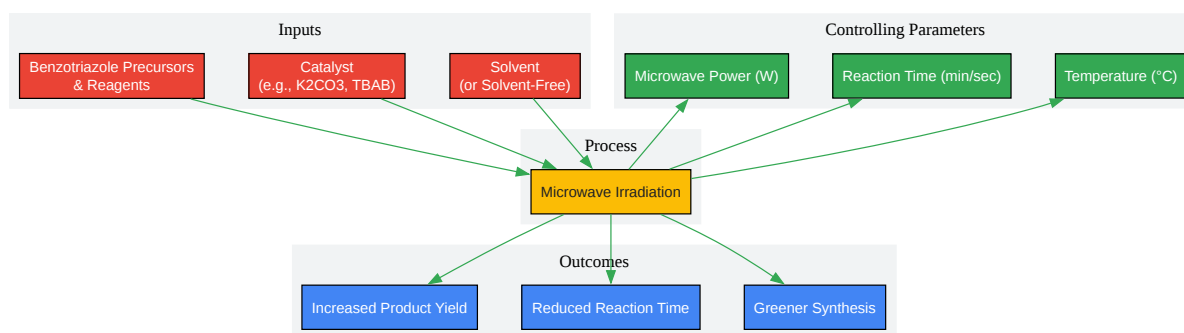 Inputs
Controlling Parameters
Benzotriazole Precursors
& Reagents
Catalyst
(e.g., K2CO3, TBAB)
Solvent
(or Solvent-Free)
Microwave Power (W)
Reaction Time (min/sec)
Temperature (°C)
Process
Microwave Irradiation
Outcomes
Increased Product Yield
Reduced Reaction Time
Greener Synthesis